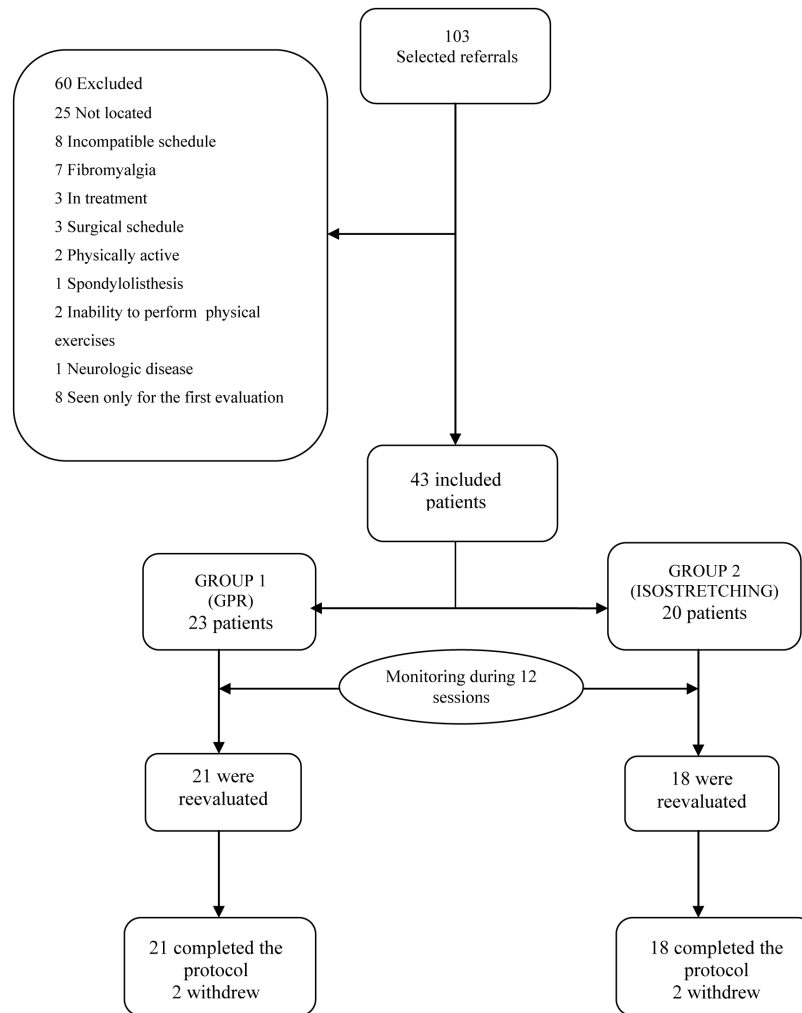 103
Selected referrals
60 Excluded
25 Not located
8 Incompatible schedule
7 Fibromyalgia
3 In treatment
3 Surgical schedule
2 Physically active
1 Spondylolisthesis
2 Inability to perform physical
exercises
1 Neurologic disease
8 Seen only for the first evaluation
43 included
patients
GROUP 1
(GPR)
23 patients
GROUP 2
(ISOSTRETCHING)
20 patients
Monitoring during 12
sessions
21 were
reevaluated
18 were
reevaluated
21 completed the
protocol
2 withdrew
18 completed the
protocol
2 withdrew